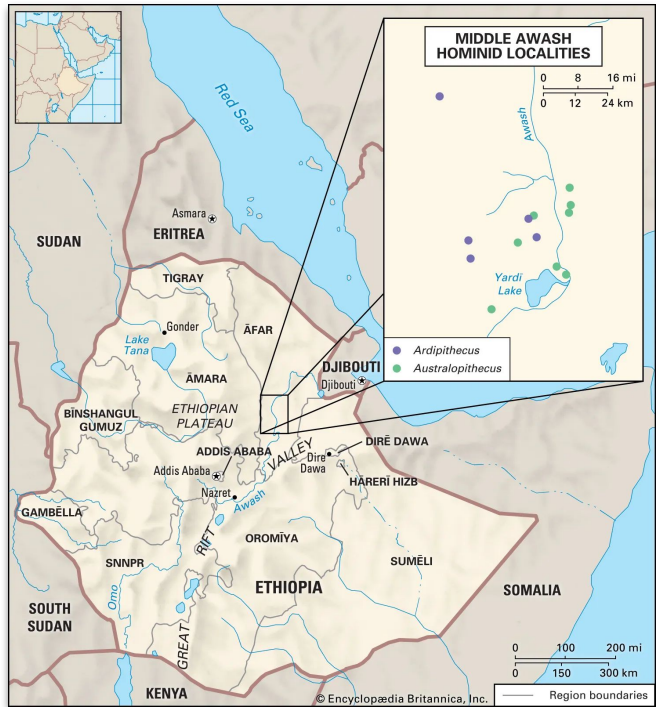 MIDDLE AWASH
HOMINID LOCALITIES
0 8 16 mi
0 12 24 km
Awash
Yardī
Lake
Ardipithecus
Australopithecus
Red Sea
Asmara
ERITREA
SUDAN
TIGRAY
Gonder
ĀFAR
Lake
Tana
DJIBOUTI
Djibouti
ĀMARA
BĪNSHANGUL
GUMUZ
ETHIOPIAN
PLATEAU
ADDIS ABABA
VALLEY
DIRĒ DAWA
Addis Ababa
Dire
Dawa
Nazret
Awash
HĀRERĪ HIZB
GAMBĒLLA
RIFT
OROMĪYA
SNNPR
SUMĒLI
Omo
ETHIOPIA
SOMALIA
SOUTH
SUDAN
GREAT
0 100 200 mi
0 150 300 km
KENYA
© Encyclopædia Britannica, Inc.
Region boundaries